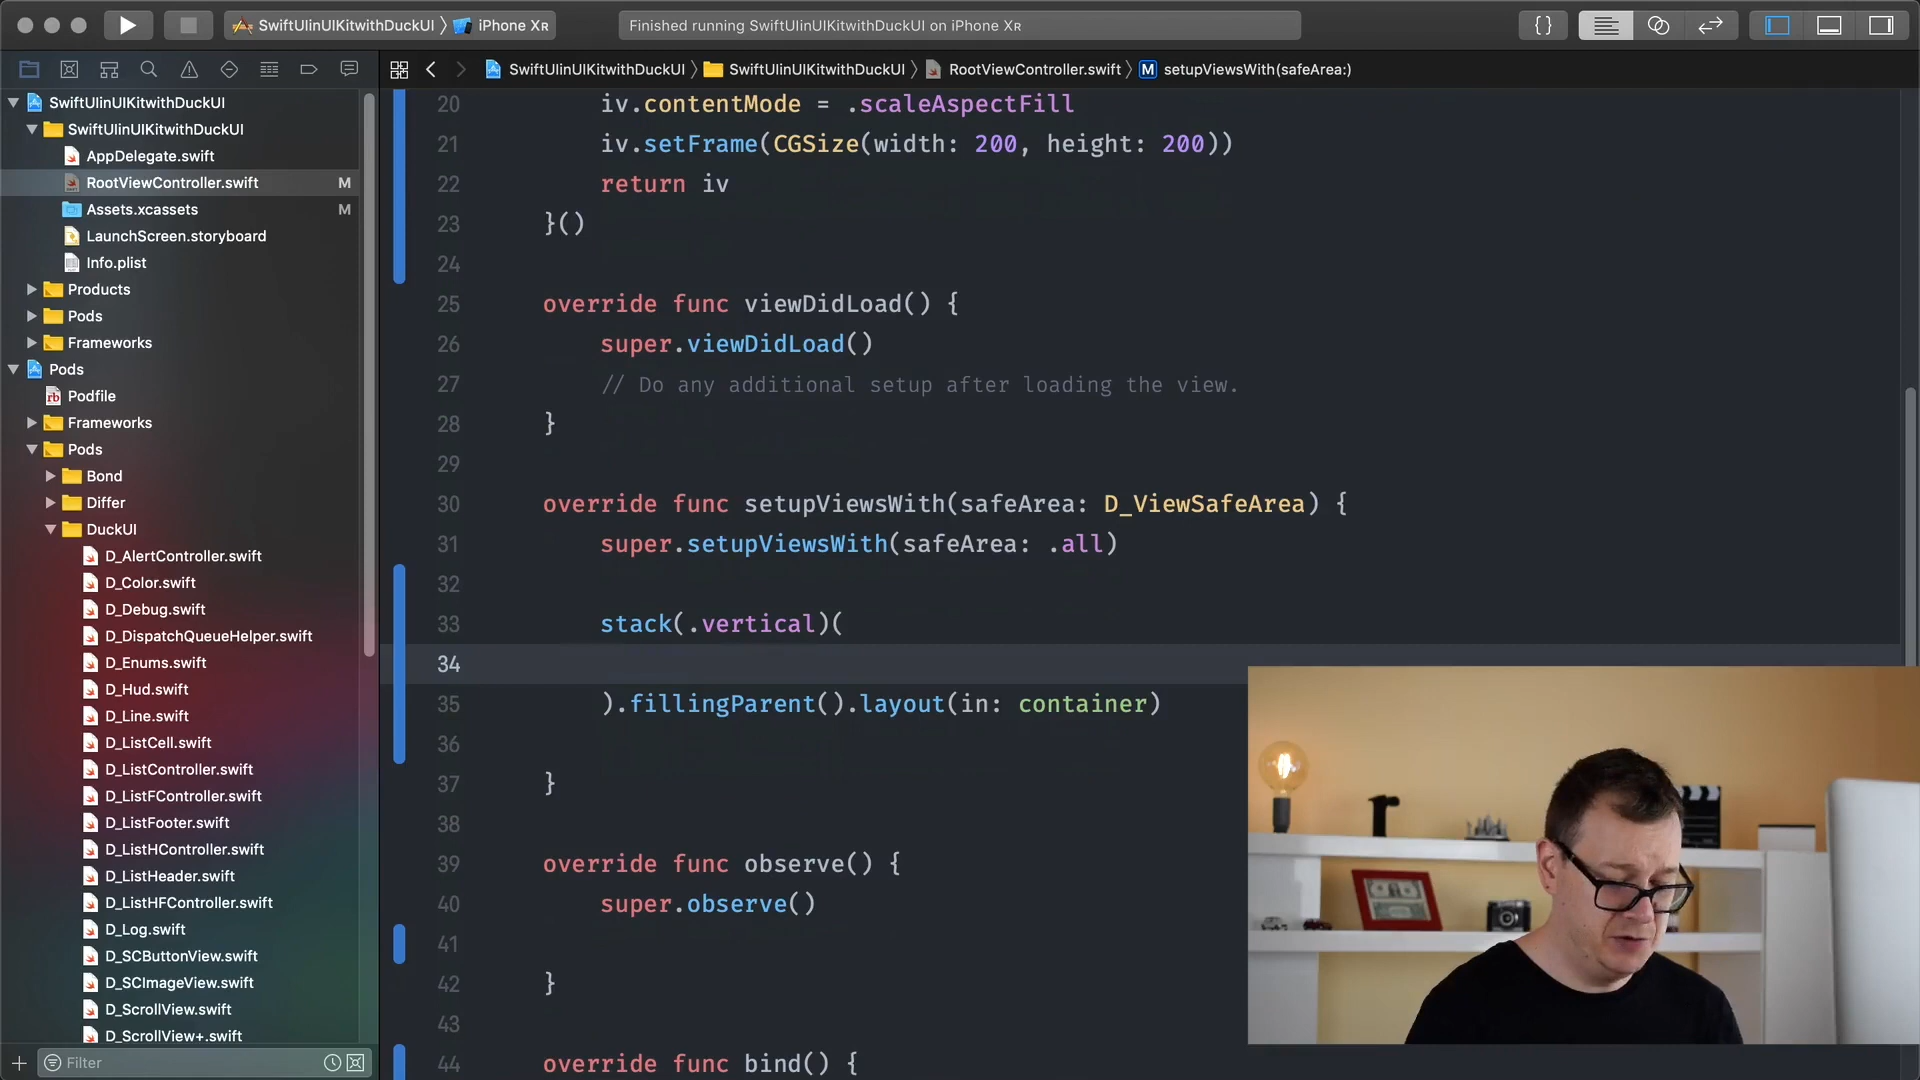 SwiftUIinUIKitwithDuckUI 〉 iPhone Xʀ
Finished running SwiftUIinUIKitwithDuckUI on iPhone Xʀ
{}
SwiftUIinUIKitwithDuckUI 〉 SwiftUIinUIKitwithDuckUI 〉 RootViewController.swift 〉 M setupViewsWith(safeArea:)
SwiftUIinUIKitwithDuckUI
SwiftUIinUIKitwithDuckUI
AppDelegate.swift
RootViewController.swift M
Assets.xcassets M
LaunchScreen.storyboard
Info.plist
Products
Pods
Frameworks
Pods
Podfile
Frameworks
Pods
Bond
Differ
DuckUI
D_AlertController.swift
D_Color.swift
D_Debug.swift
D_DispatchQueueHelper.swift
D_Enums.swift
D_Hud.swift
D_Line.swift
D_ListCell.swift
D_ListController.swift
D_ListFController.swift
D_ListFooter.swift
D_ListHController.swift
D_ListHeader.swift
D_ListHFController.swift
D_Log.swift
D_SCButtonView.swift
D_SCImageView.swift
D_ScrollView.swift
D_ScrollView+.swift
Filter
20 iv.contentMode = .scaleAspectFill
21 iv.setFrame(CGSize(width: 200, height: 200))
22 return iv
23 }()
24
25 override func viewDidLoad() {
26 super.viewDidLoad()
27 // Do any additional setup after loading the view.
28 }
29
30 override func setupViewsWith(safeArea: D_ViewSafeArea) {
31 super.setupViewsWith(safeArea: .all)
32
33 stack(.vertical)(
34
35 ).fillingParent().layout(in: container)
36
37 }
38
39 override func observe() {
40 super.observe()
41
42 }
43
44 override func bind() {